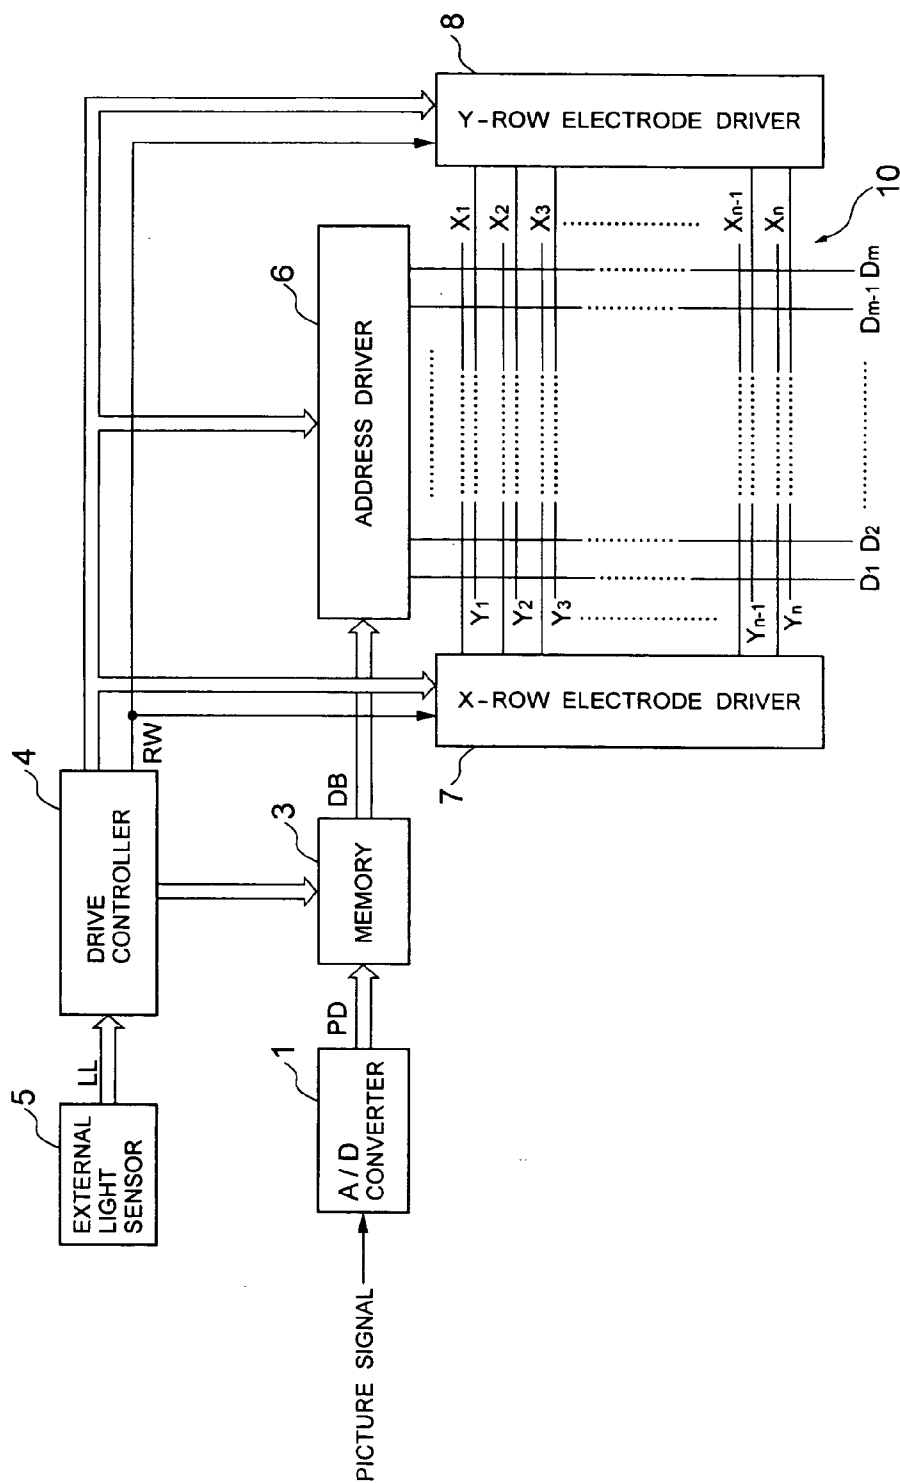 5
EXTERNAL
LIGHT
SENSOR
LL
4
DRIVE
CONTROLLER
RW
PICTURE SIGNAL
1
A/D
CONVERTER
PD
3
MEMORY
DB
6
ADDRESS DRIVER
7
X-ROW ELECTRODE DRIVER
8
Y-ROW ELECTRODE DRIVER
X1
X2
X3
Xn-1
Xn
Y1
Y2
Y3
Yn-1
Yn
D1 D2 Dm-1 Dm
10